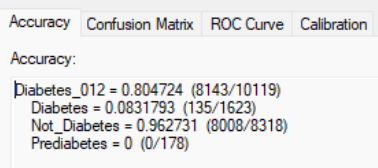 Accuracy Confusion Matrix ROC Curve Calibration
Accuracy:
Diabetes_012 = 0.804724 (8143/10119)
Diabetes = 0.0831793 (135/1623)
Not_Diabetes = 0.962731 (8008/8318)
Prediabetes = 0 (0/178)